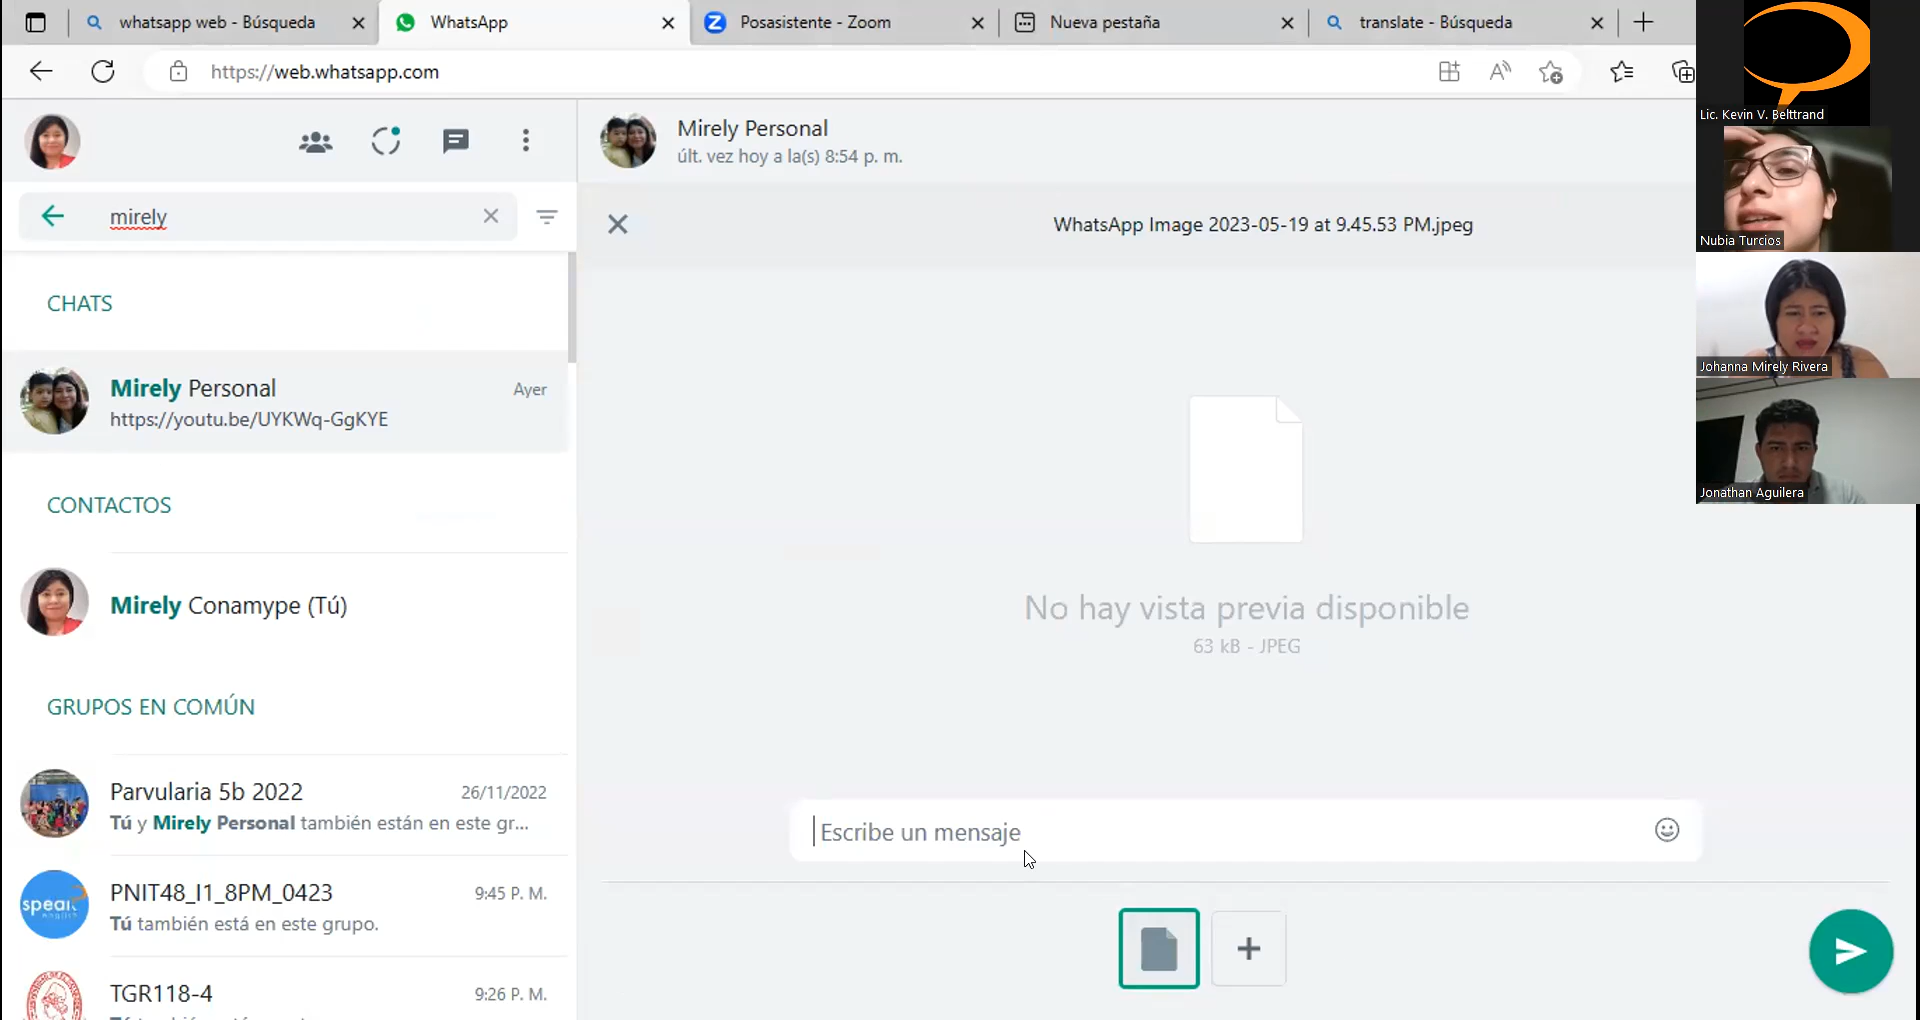 whatsapp web - Búsqueda
WhatsApp
Posasistente - Zoom
Nueva pestaña
translate - Búsqueda
https://web.whatsapp.com
Lic. Kevin V. Belttrand
Nubia Turcios
Johanna Mirely Rivera
Jonathan Aguilera
mirely
CHATS
Mirely Personal
Ayer
https://youtu.be/UYKWq-GgKYE
CONTACTOS
Mirely Conamype (Tú)
GRUPOS EN COMÚN
Parvularia 5b 2022
26/11/2022
Tú y Mirely Personal también están en este gr...
speak
english
PNIT48_I1_8PM_0423
9:45 P. M.
Tú también está en este grupo.
TGR118-4
9:26 P. M.
Mirely Personal
últ. vez hoy a la(s) 8:54 p. m.
WhatsApp Image 2023-05-19 at 9.45.53 PM.jpeg
No hay vista previa disponible
63 kB - JPEG
Escribe un mensaje